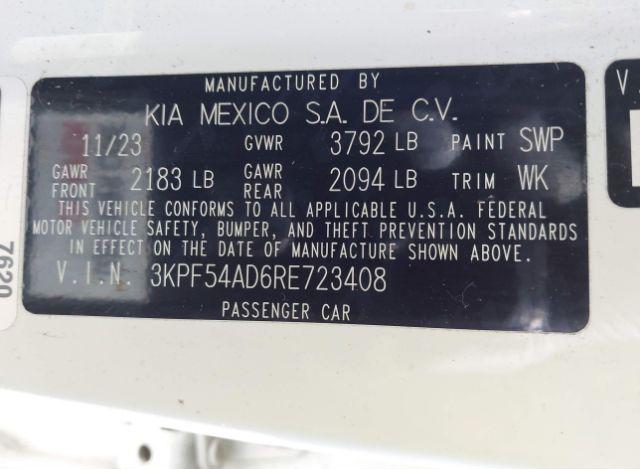 MANUFACTURED BY
KIA MEXICO S.A. DE C.V.
11/23 GVWR 3792 LB PAINT SWP
GAWR FRONT 2183 LB GAWR REAR 2094 LB TRIM WK
THIS VEHICLE CONFORMS TO ALL APPLICABLE U.S.A. FEDERAL
MOTOR VEHICLE SAFETY, BUMPER, AND THEFT PREVENTION STANDARDS
IN EFFECT ON THE DATE OF MANUFACTURE SHOWN ABOVE.
V.I.N. 3KPF54AD6RE723408
PASSENGER CAR
7620
V.